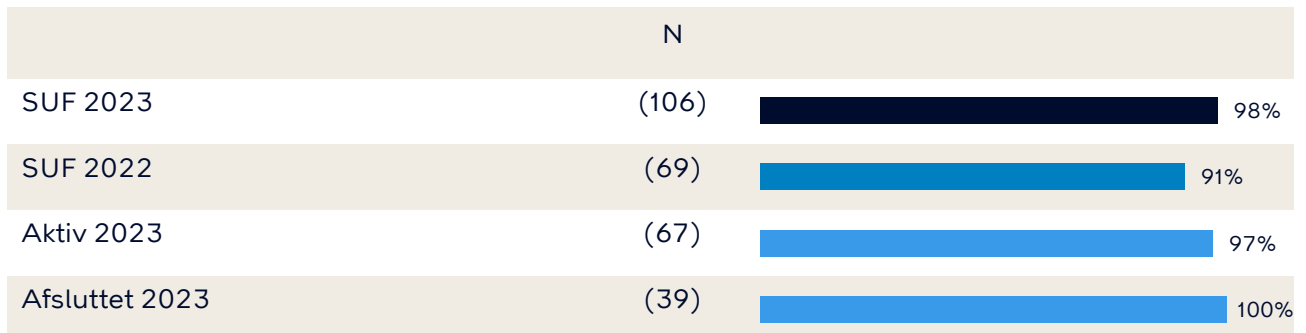 N
SUF 2023 (106) 98%
SUF 2022 (69) 91%
Aktiv 2023 (67) 97%
Afsluttet 2023 (39) 100%